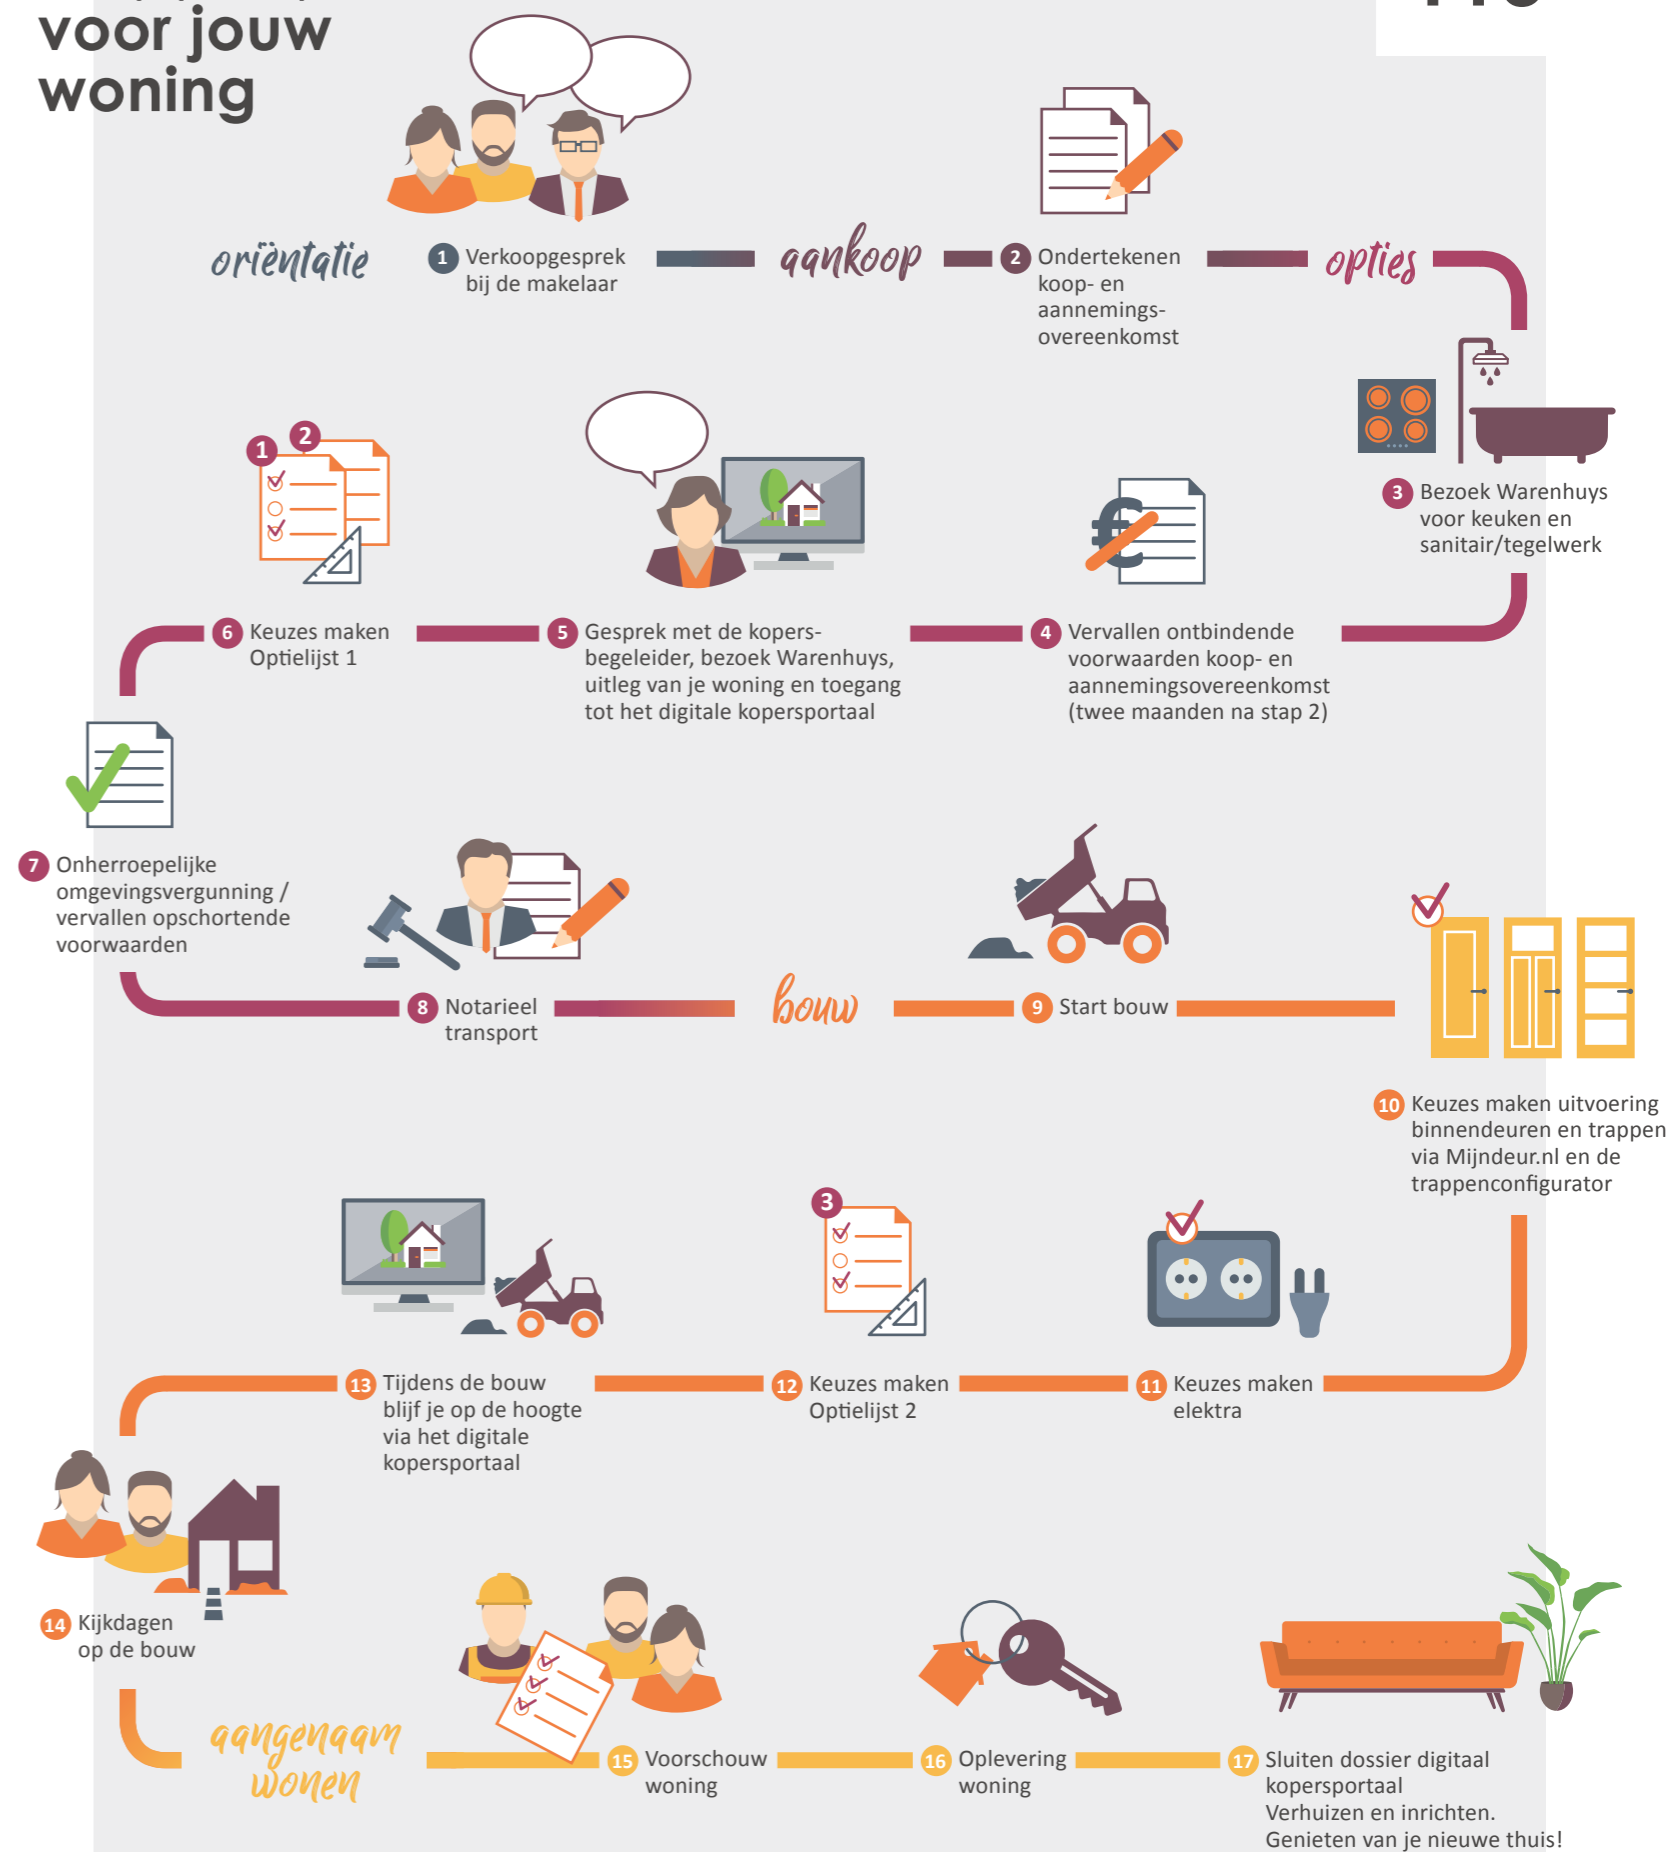 voor jouw
woning
oriëntatie
1 Verkoopgesprek
bij de makelaar
aankoop
2 Ondertekenen
koop- en
aannemings-
overeenkomst
opties
3 Bezoek Warenhuys
voor keuken en
sanitair/tegelwerk
4 Vervallen ontbindende
voorwaarden koop- en
aannemingsovereenkomst
(twee maanden na stap 2)
5 Gesprek met de kopers-
begeleider, bezoek Warenhuys,
uitleg van je woning en toegang
tot het digitale kopersportaal
1 2
6 Keuzes maken
Optielijst 1
7 Onherroepelijke
omgevingsvergunning /
vervallen opschortende
voorwaarden
8 Notarieel
transport
bouw
9 Start bouw
10 Keuzes maken uitvoering
binnendeuren en trappen
via Mijndeur.nl en de
trappenconfigurator
11 Keuzes maken
elektra
3
12 Keuzes maken
Optielijst 2
13 Tijdens de bouw
blijf je op de hoogte
via het digitale
kopersportaal
14 Kijkdagen
op de bouw
aangenaam
wonen
15 Voorschouw
woning
16 Oplevering
woning
17 Sluiten dossier digitaal
kopersportaal
Verhuizen en inrichten.
Genieten van je nieuwe thuis!